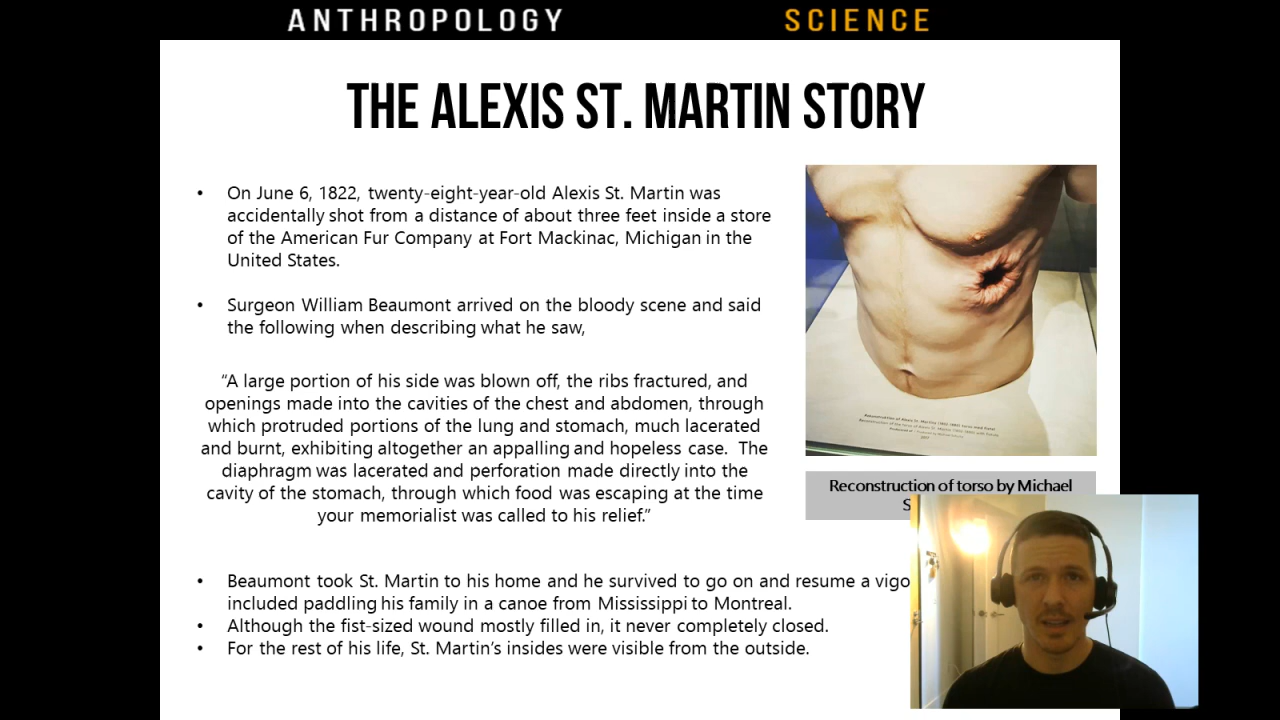 ANTHROPOLOGY SCIENCE
THE ALEXIS ST. MARTIN STORY
• On June 6, 1822, twenty-eight-year-old Alexis St. Martin was
accidentally shot from a distance of about three feet inside a store
of the American Fur Company at Fort Mackinac, Michigan in the
United States.
• Surgeon William Beaumont arrived on the bloody scene and said
the following when describing what he saw,
“A large portion of his side was blown off, the ribs fractured, and
openings made into the cavities of the chest and abdomen, through
which protruded portions of the lung and stomach, much lacerated
and burnt, exhibiting altogether an appalling and hopeless case. The
diaphragm was lacerated and perforation made directly into the
cavity of the stomach, through which food was escaping at the time
your memorialist was called to his relief.”
Reconstruction of torso by Michael
• Beaumont took St. Martin to his home and he survived to go on and resume a
included paddling his family in a canoe from Mississippi to Montreal.
• Although the fist-sized wound mostly filled in, it never completely closed.
• For the rest of his life, St. Martin’s insides were visible from the outside.